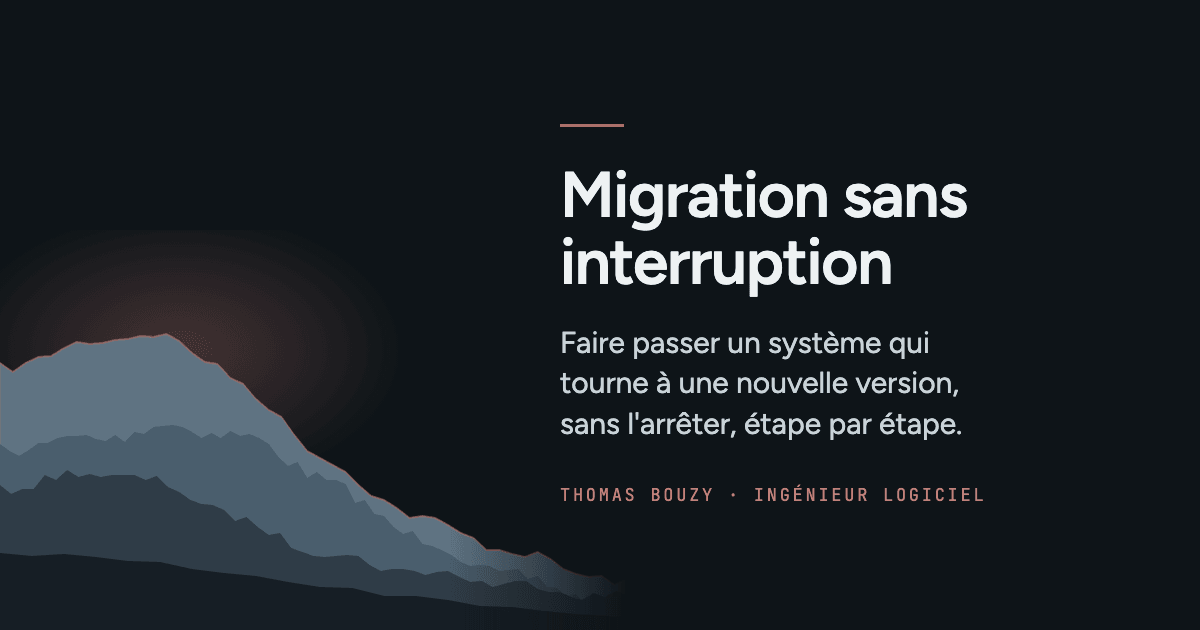 Migration sans
interruption
Faire passer un système qui
tourne à une nouvelle version,
sans l'arrêter, étape par étape.
THOMAS BOUZY · INGÉNIEUR LOGICIEL